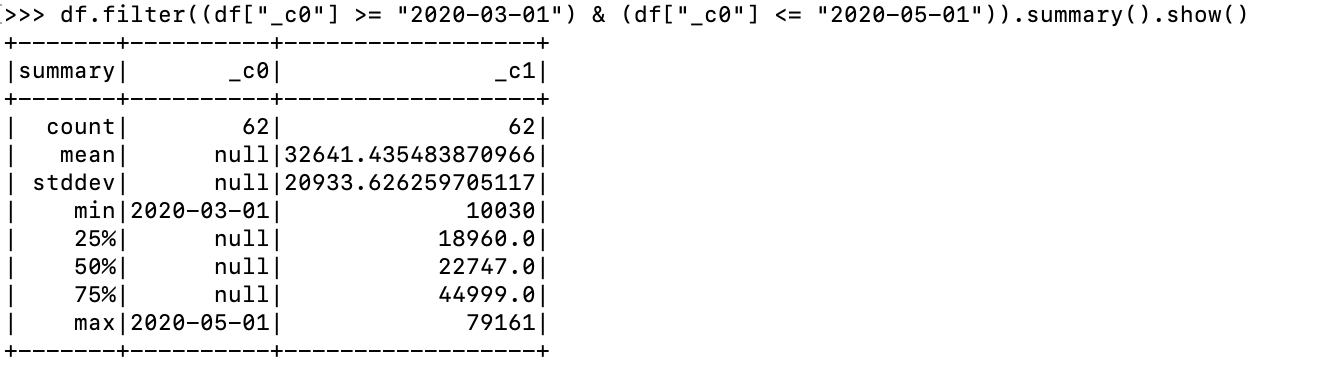 >>> df.filter((df["_c0"] >= "2020-03-01") & (df["_c0"] <= "2020-05-01")).summary().show()
+-------+----------+------------------+
|summary|       _c0|               _c1|
+-------+----------+------------------+
|  count|        62|                62|
|   mean|      null|32641.435483870966|
| stddev|      null|20933.626259705117|
|    min|2020-03-01|             10030|
|    25%|      null|           18960.0|
|    50%|      null|           22747.0|
|    75%|      null|           44999.0|
|    max|2020-05-01|             79161|
+-------+----------+------------------+